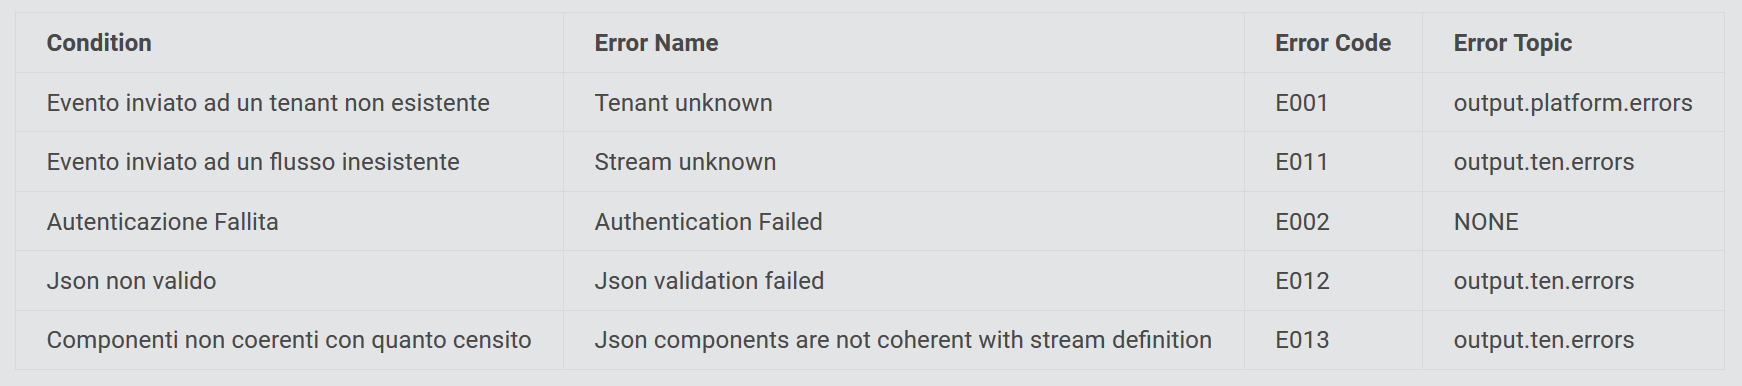 Condition Error Name Error Code Error Topic
Evento inviato ad un tenant non esistente Tenant unknown E001 output.platform.errors
Evento inviato ad un flusso inesistente Stream unknown E011 output.ten.errors
Autenticazione Fallita Authentication Failed E002 NONE
Json non valido Json validation failed E012 output.ten.errors
Componenti non coerenti con quanto censito Json components are not coherent with stream definition E013 output.ten.errors